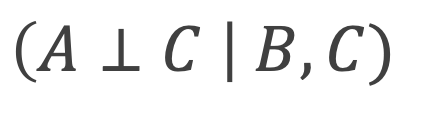 (A ⊥ C | B, C)